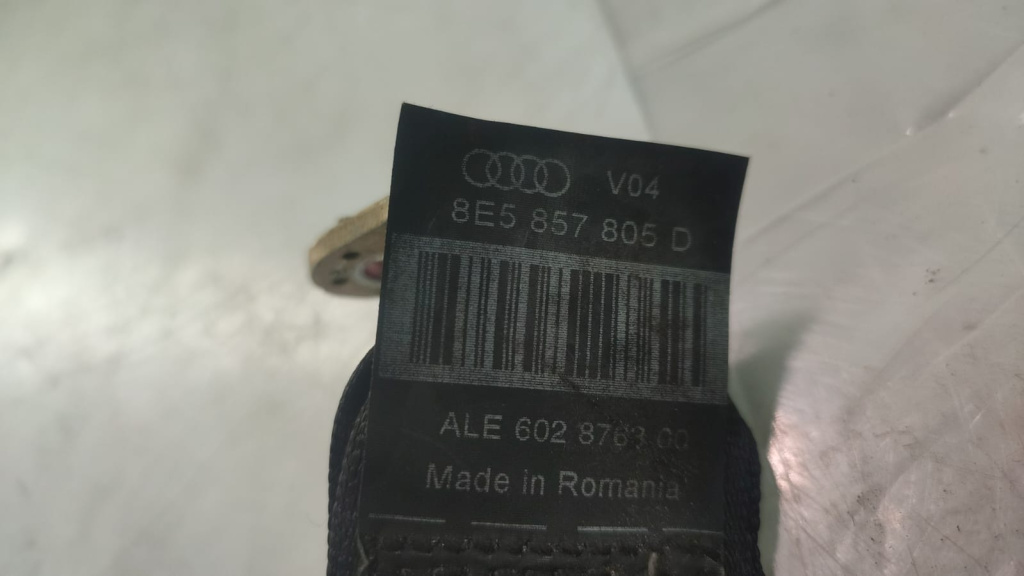 V04
8E5 857 805 D
ALE 602 8763 00
Made in Romania